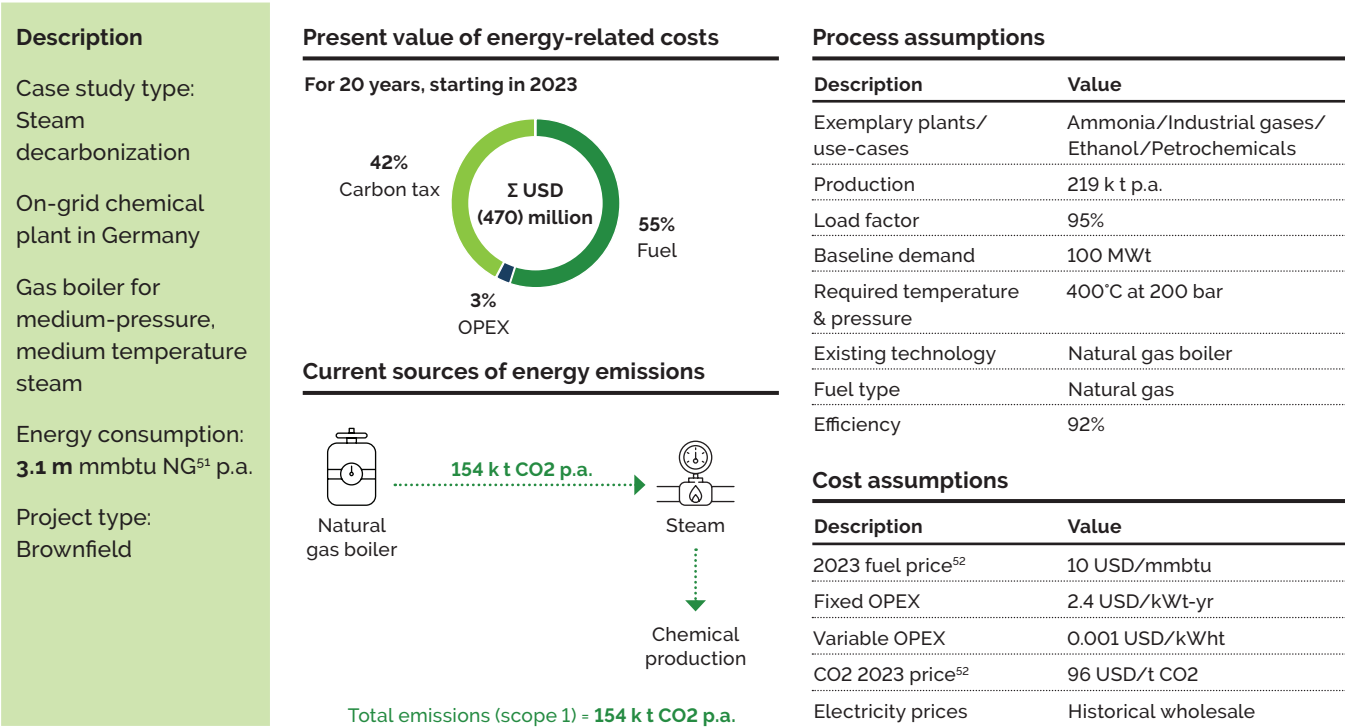 Description
Case study type:
Steam
decarbonization
On-grid chemical
plant in Germany
Gas boiler for
medium-pressure,
medium temperature
steam
Energy consumption:
3.1 m mmbtu NG⁵¹ p.a.
Project type:
Brownfield
Present value of energy-related costs
For 20 years, starting in 2023
42%
Carbon tax
Σ USD
(470) million
55%
Fuel
3%
OPEX
Current sources of energy emissions
154 k t CO2 p.a.
Natural
gas boiler
Steam
Chemical
production
Total emissions (scope 1) = 154 k t CO2 p.a.
Process assumptions
Description Value
Exemplary plants/ Ammonia/Industrial gases/
use-cases Ethanol/Petrochemicals
Production 219 k t p.a.
Load factor 95%
Baseline demand 100 MWt
Required temperature 400°C at 200 bar
& pressure
Existing technology Natural gas boiler
Fuel type Natural gas
Efficiency 92%
Cost assumptions
Description Value
2023 fuel price⁵² 10 USD/mmbtu
Fixed OPEX 2.4 USD/kWt-yr
Variable OPEX 0.001 USD/kWht
CO2 2023 price⁵² 96 USD/t CO2
Electricity prices Historical wholesale